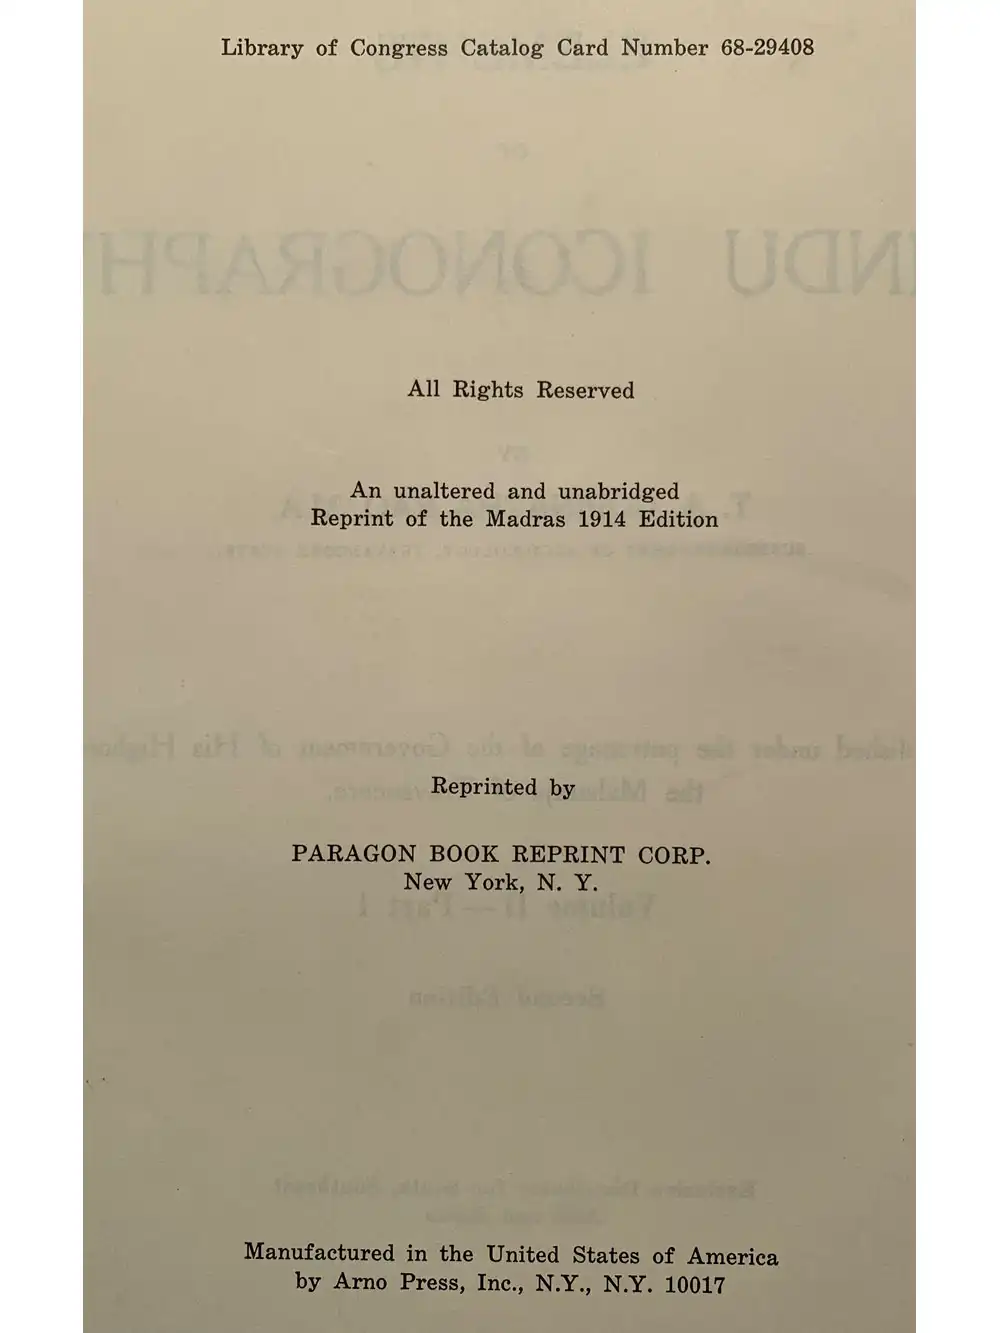 Library of Congress Catalog Card Number 68-29408
All Rights Reserved
An unaltered and unabridged
Reprint of the Madras 1914 Edition
Reprinted by
PARAGON BOOK REPRINT CORP.
New York, N. Y.
Manufactured in the United States of America
by Arno Press, Inc., N.Y., N.Y. 10017